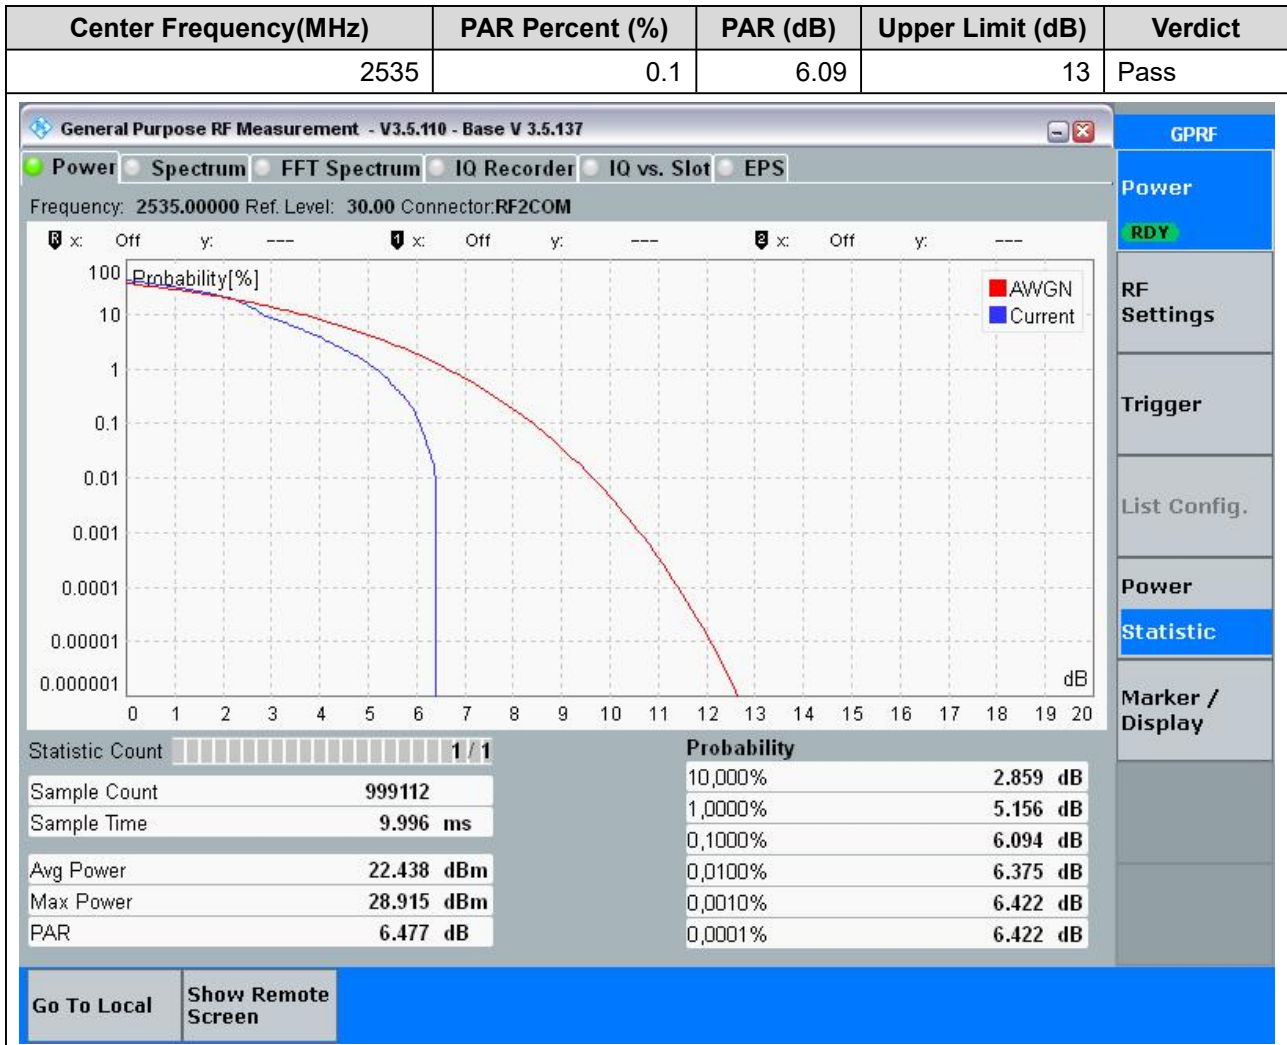 Center Frequency(MHz) PAR Percent (%) PAR (dB) Upper Limit (dB) Verdict
2535 0.1 6.09 13 Pass
General Purpose RF Measurement - V3.5.110 - Base V 3.5.137
GPRF
Power Spectrum FFT Spectrum IQ Recorder IQ vs. Slot EPS
Frequency: 2535.00000 Ref. Level: 30.00 Connector:RF2COM
R x: Off y: --- 1 x: Off y: --- 2 x: Off y: ---
Probability[%]
AWGN
Current
100
10
1
0.1
0.01
0.001
0.0001
0.00001
0.000001
dB
0 1 2 3 4 5 6 7 8 9 10 11 12 13 14 15 16 17 18 19 20
Statistic Count 1 / 1
Sample Count 999112
Sample Time 9.996 ms
Avg Power 22.438 dBm
Max Power 28.915 dBm
PAR 6.477 dB
Probability
10,000% 2.859 dB
1,0000% 5.156 dB
0,1000% 6.094 dB
0,0100% 6.375 dB
0,0010% 6.422 dB
0,0001% 6.422 dB
Power
RDY
RF
Settings
Trigger
List Config.
Power
Statistic
Marker /
Display
Go To Local
Show Remote
Screen